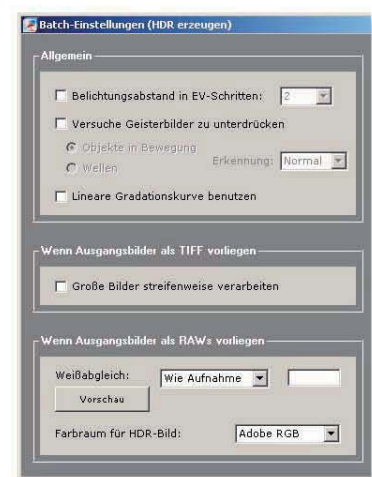 Batch-Einstellungen (HDR erzeugen)
Allgemein
Belichtungsabstand in EV-Schritten: 2
Versuche Geisterbilder zu unterdrücken
Objekte in Bewegung
Erkennung: Normal
Wellen
Lineare Gradationskurve benutzen
Wenn Ausgangsbilder als TIFF vorliegen
Große Bilder streifenweise verarbeiten
Wenn Ausgangsbilder als RAWs vorliegen
Weißabgleich: Wie Aufnahme
Vorschau
Farbraum für HDR-Bild: Adobe RGB